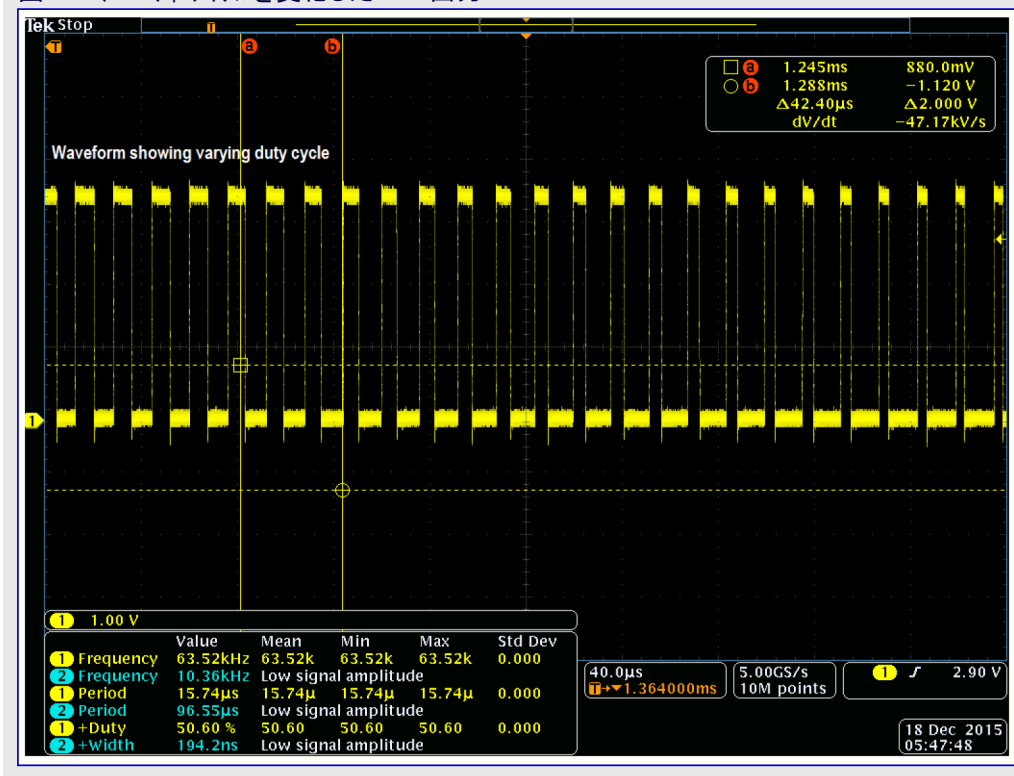 Tek Stop
T
T
a
b
a 1.245ms 880.0mV
b 1.288ms −1.120 V
Δ42.40μs Δ2.000 V
dV/dt −47.17kV/s
Waveform showing varying duty cycle
1
1 1.00 V
Value Mean Min Max Std Dev
1 Frequency 63.52kHz 63.52k 63.52k 63.52k 0.000
2 Frequency 10.36kHz Low signal amplitude
1 Period 15.74μs 15.74μ 15.74μ 15.74μ 0.000
2 Period 96.55μs Low signal amplitude
1 +Duty 50.60 % 50.60 50.60 50.60 0.000
2 +Width 194.2ns Low signal amplitude
40.0μs
T→▼1.364000ms
5.00GS/s
10M points
1 2.90 V
18 Dec 2015
05:47:48